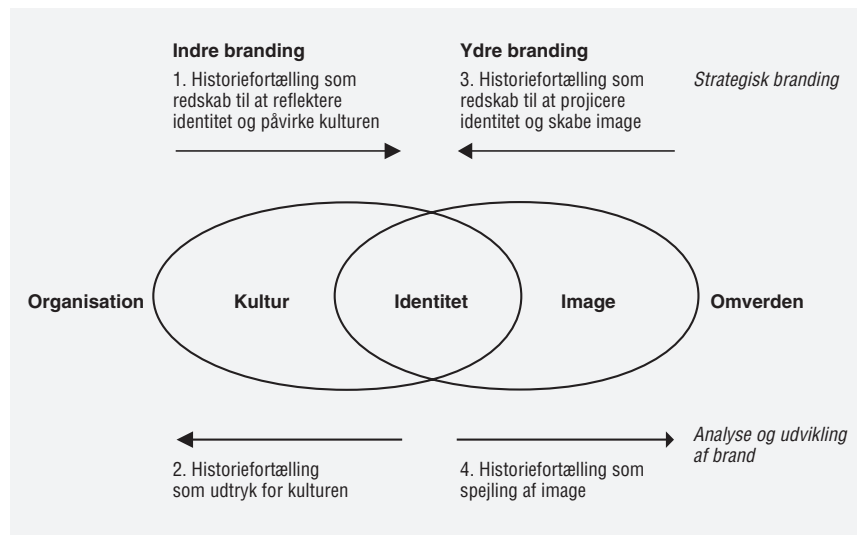 Indre branding
1. Historiefortælling som
redskab til at reflektere
identitet og påvirke kulturen
Ydre branding
3. Historiefortælling som
redskab til at projicere
identitet og skabe image
Strategisk branding
Organisation
Kultur
Identitet
Image
Omverden
2. Historiefortælling
som udtryk for kulturen
4. Historiefortælling som
spejling af image
Analyse og udvikling
af brand